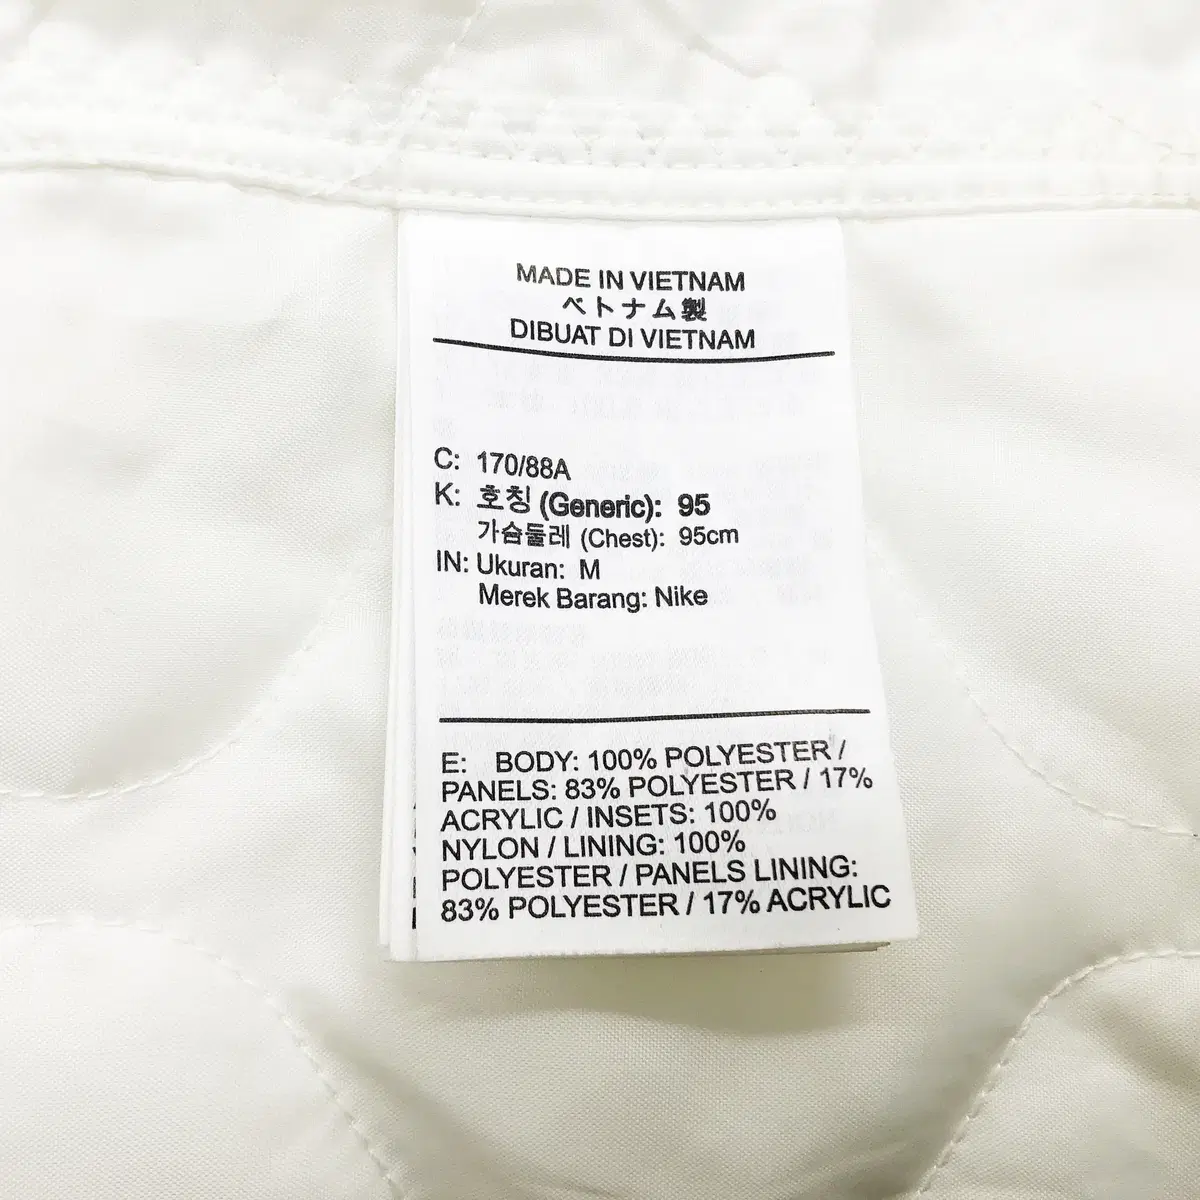 MADE IN VIETNAM
ベトナム製
DIBUAT DI VIETNAM
C: 170/88A
K: 호칭 (Generic): 95
가슴둘레 (Chest): 95cm
IN: Ukuran: M
Merek Barang: Nike
E: BODY: 100% POLYESTER /
PANELS: 83% POLYESTER / 17%
ACRYLIC / INSETS: 100%
NYLON / LINING: 100%
POLYESTER / PANELS LINING:
83% POLYESTER / 17% ACRYLIC